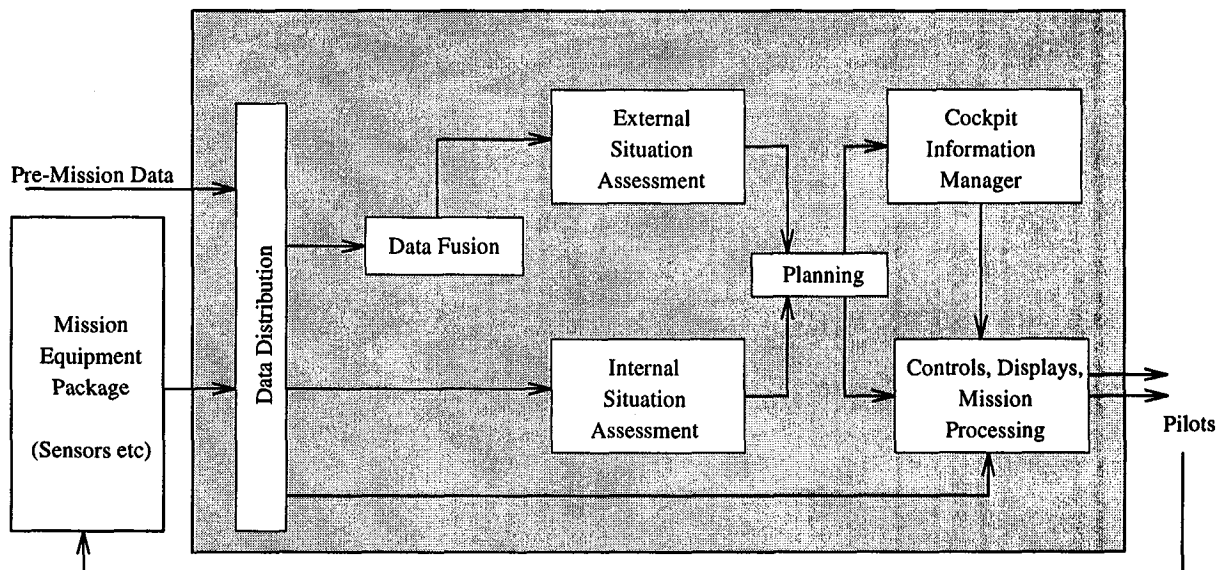 Pre-Mission Data
Mission
Equipment
Package
(Sensors etc)
Data Distribution
Data Fusion
External
Situation
Assessment
Internal
Situation
Assessment
Planning
Cockpit
Information
Manager
Controls, Displays,
Mission
Processing
Pilots